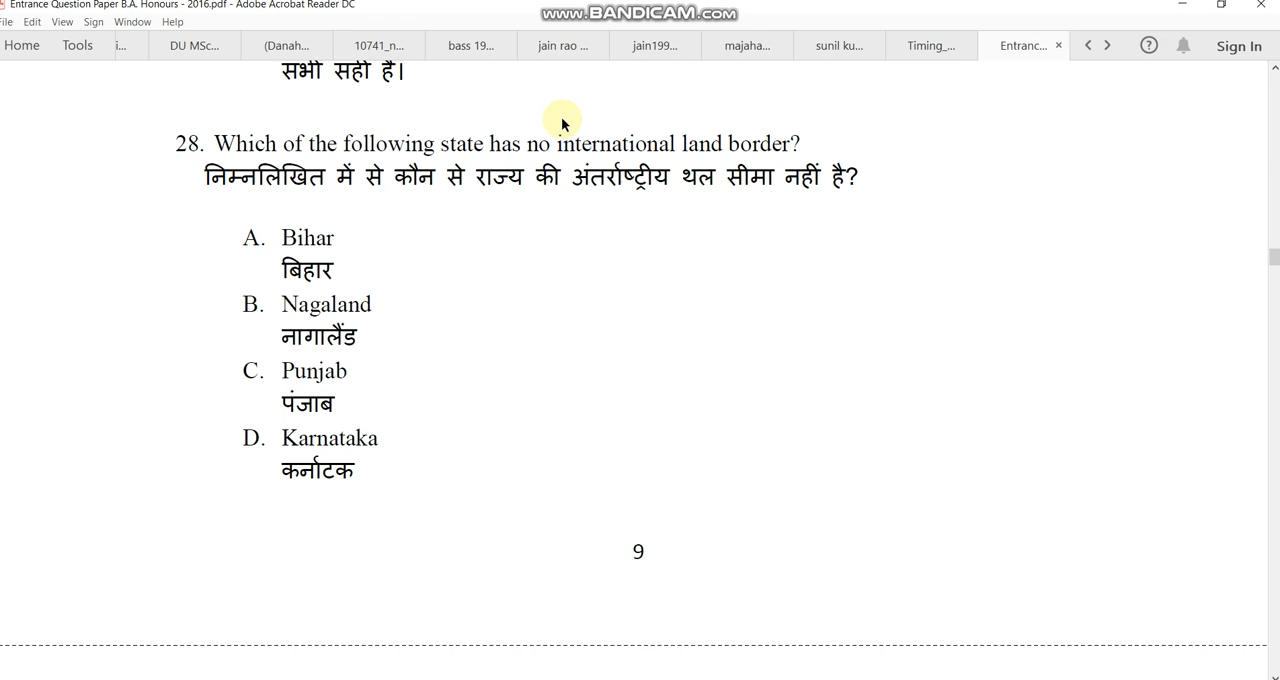 Entrance Question Paper B.A. Honours - 2016.pdf - Adobe Acrobat Reader DC
www.BANDICAM.com
File Edit View Sign Window Help
Home Tools i... DU MSc... (Danah... 10741_n... bass 19... jain rao ... jain199... majaha... sunil ku... Timing_... Entranc... × Sign In
सभी सही हैं।
28. Which of the following state has no international land border?
निम्नलिखित में से कौन से राज्य की अंतर्राष्ट्रीय थल सीमा नहीं है?
A. Bihar
बिहार
B. Nagaland
नागालैंड
C. Punjab
पंजाब
D. Karnataka
कर्नाटक
9